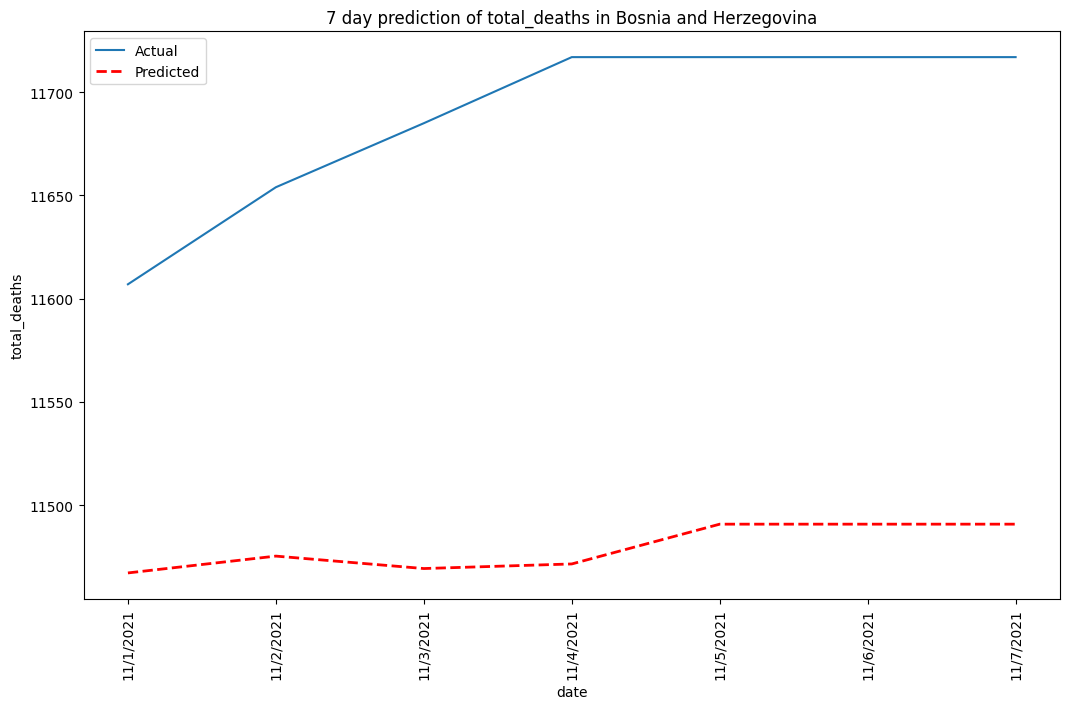 7 day prediction of total_deaths in Bosnia and Herzegovina
Actual
Predicted
11700
11650
11600
11550
11500
total_deaths
11/1/2021
11/2/2021
11/3/2021
11/4/2021
11/5/2021
11/6/2021
11/7/2021
date